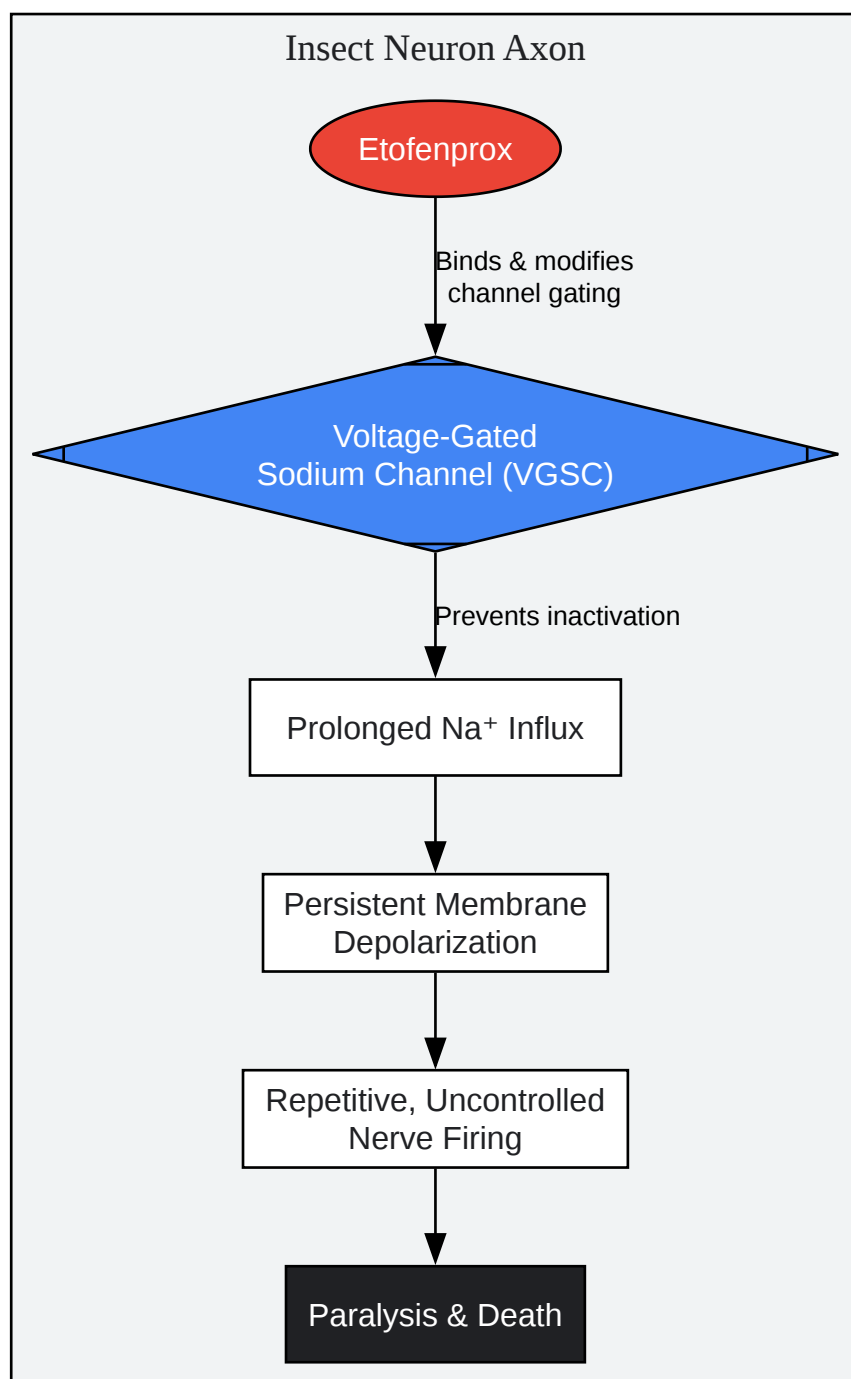 Insect Neuron Axon
Etofenprox
Binds & modifies
channel gating
Voltage-Gated
Sodium Channel (VGSC)
Prevents inactivation
Prolonged Na⁺ Influx
Persistent Membrane
Depolarization
Repetitive, Uncontrolled
Nerve Firing
Paralysis & Death